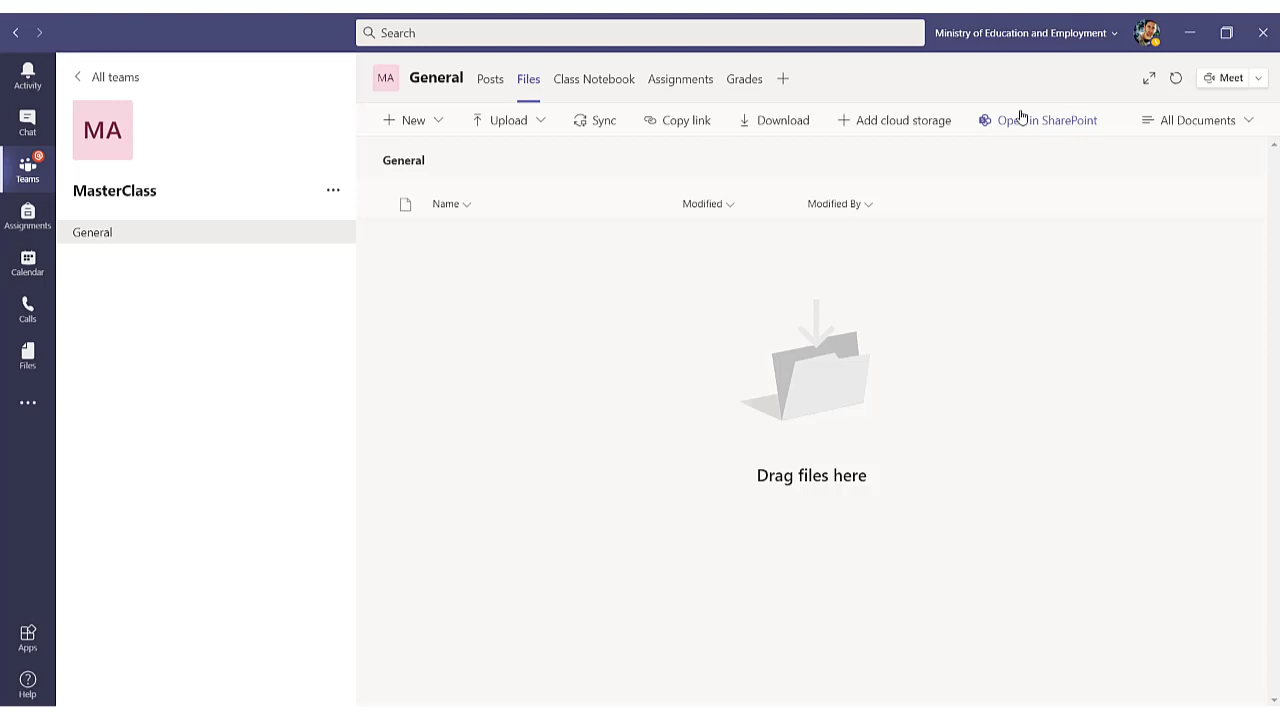 Search
Ministry of Education and Employment
Activity
Chat
Teams
Assignments
Calendar
Calls
Files
Apps
Help
All teams
MA
MasterClass
General
MA General Posts Files Class Notebook Assignments Grades
Meet
New Upload Sync Copy link Download Add cloud storage Open in SharePoint All Documents
General
Name Modified Modified By
Drag files here